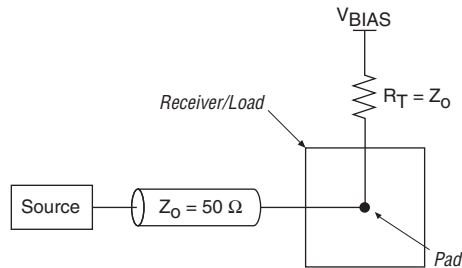 VBIAS
RT = Zo
Receiver/Load
Source
Zo = 50 Ω
Pad